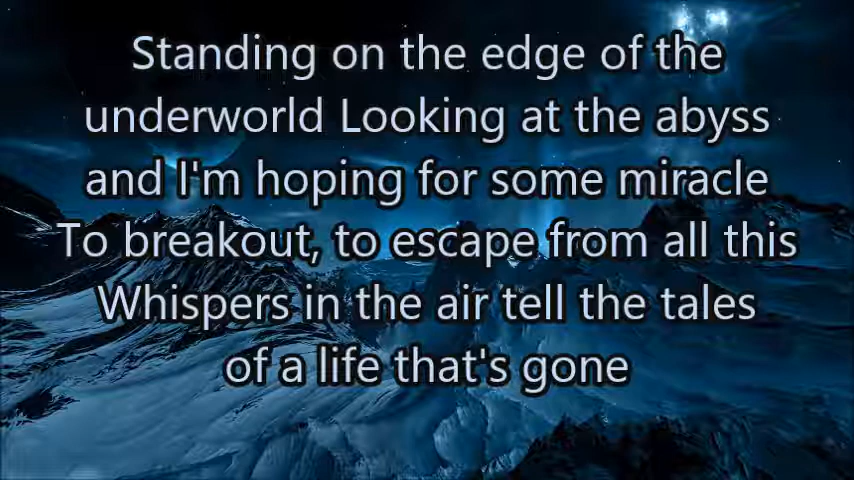 Standing on the edge of the
underworld Looking at the abyss
and I'm hoping for some miracle
To breakout, to escape from all this
Whispers in the air tell the tales
of a life that's gone